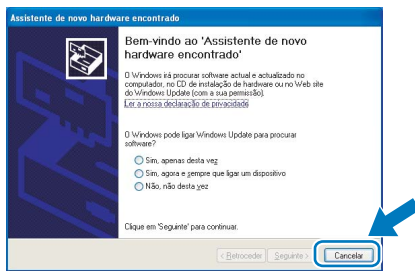 Assistente de novo hardware encontrado
Bem-vindo ao 'Assistente de novo
hardware encontrado'
O Windows irá procurar software actual e actualizado no
computador, no CD de instalação de hardware ou no Web site
do Windows Update (com a sua permissão).
Ler a nossa declaração de privacidade
O Windows pode ligar Windows Update para procurar
software?
Sim, apenas desta vez
Sim, agora e sempre que ligar um dispositivo
Não, não desta vez
Clique em 'Seguinte' para continuar.
< Retroceder
Seguinte >
Cancelar